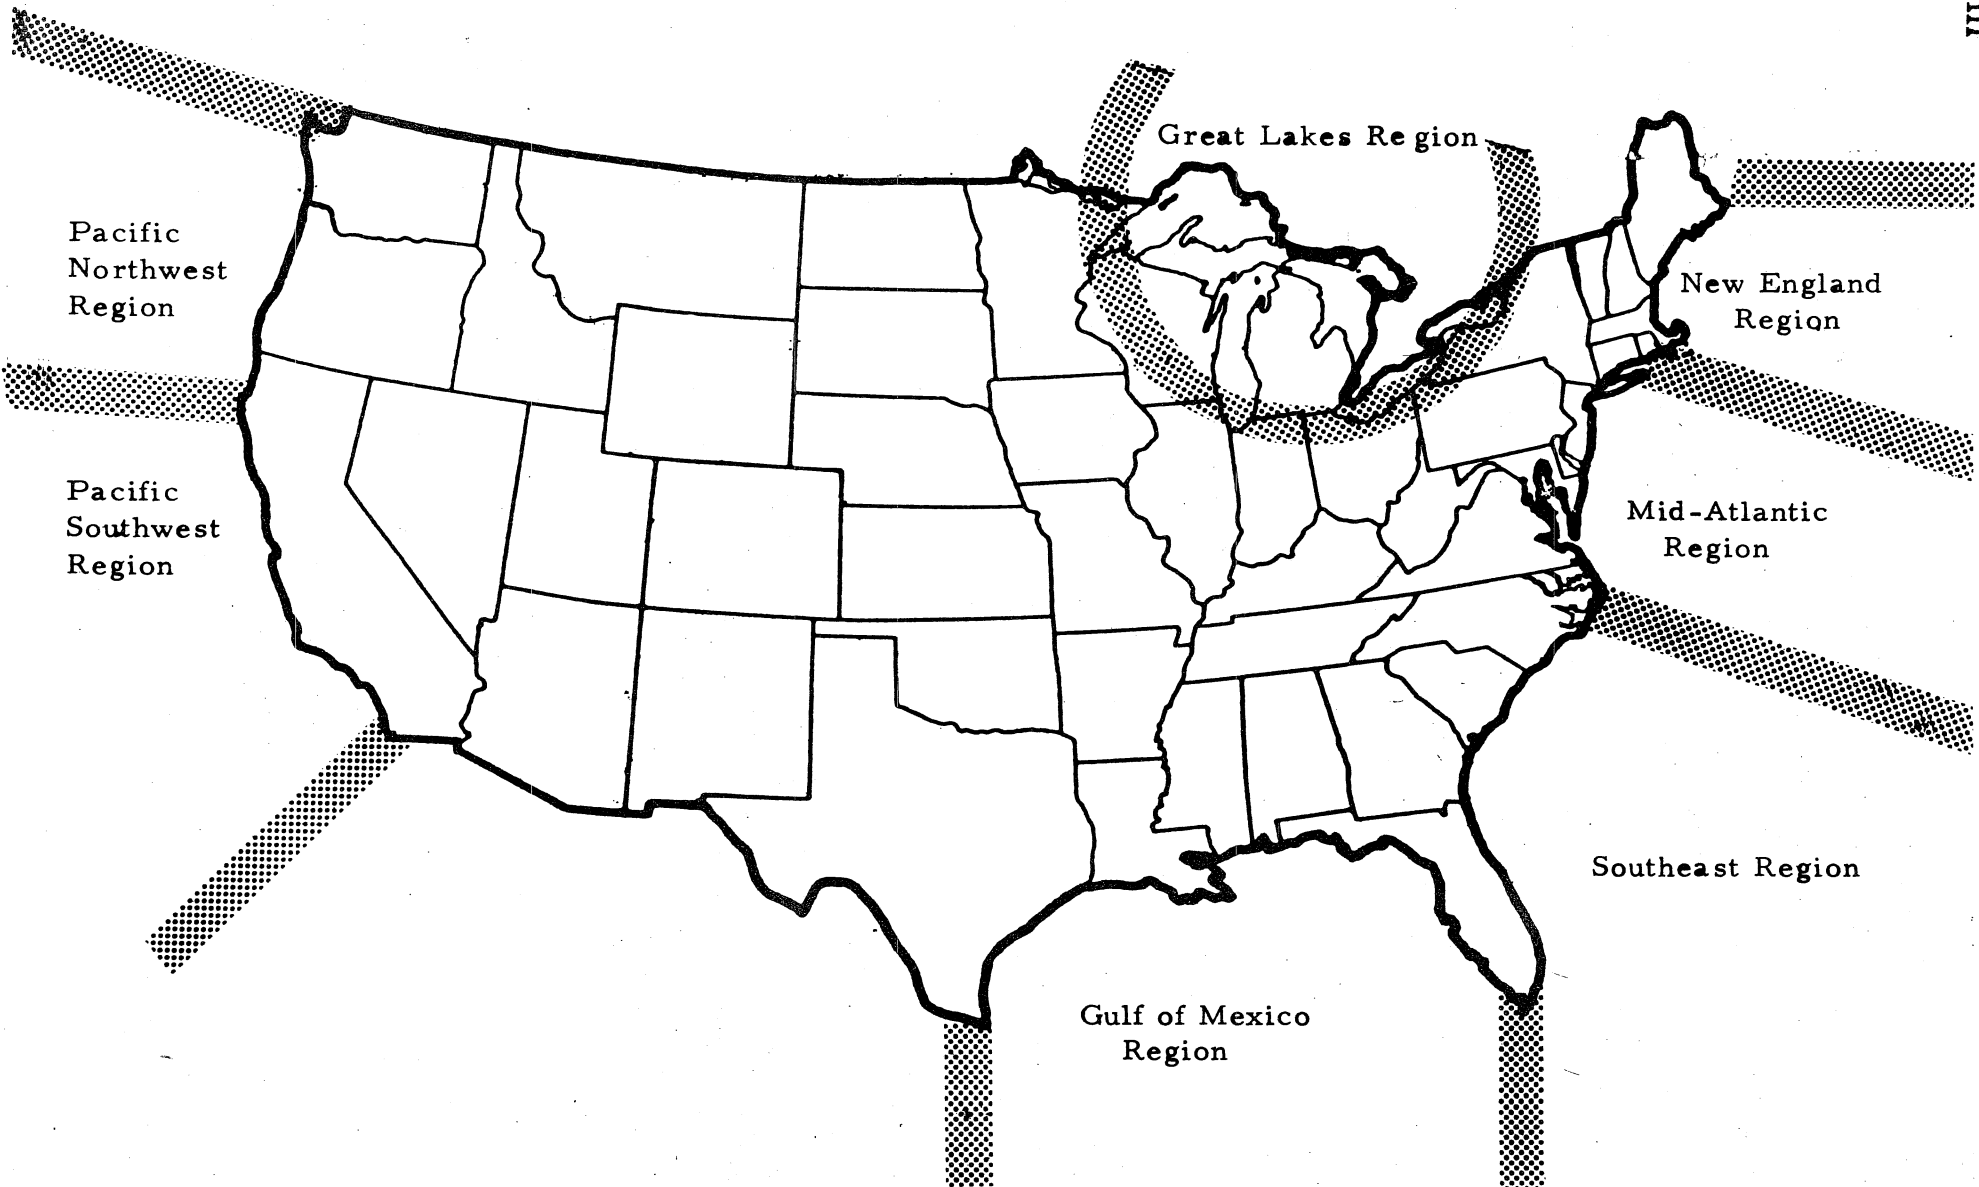 Great Lakes Region
Pacific
Northwest
Region
New England
Region
Pacific
Southwest
Region
Mid-Atlantic
Region
Southeast Region
Gulf of Mexico
Region